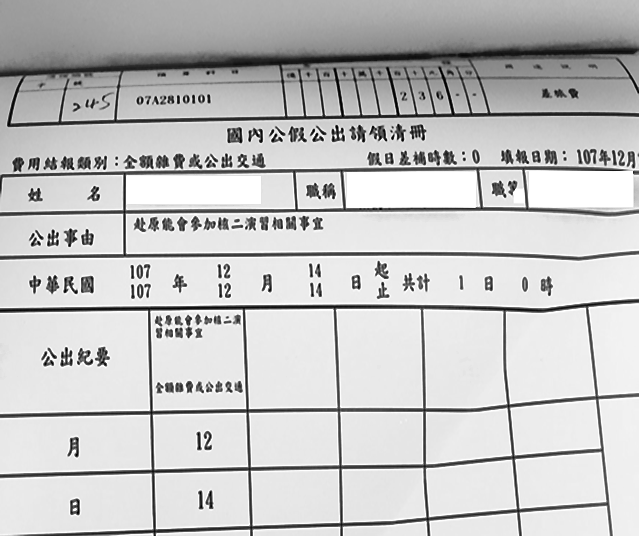 245 07A2810101 2 3 6 - - 差旅費
國內公假公出請領清冊
費用結報類別：全額雜費或公出交通 假日差補時數：0 填報日期： 107年12月
姓 名 職稱 職等
公出事由 赴原能會參加核二演習相關事宜
中華民國 107 年 12 月 14 日 起 共計 1 日 0 時
107 12 14 止
公出紀要 赴原能會參加核二演
習相關事宜
全額雜費或公出交通
月 12
日 14